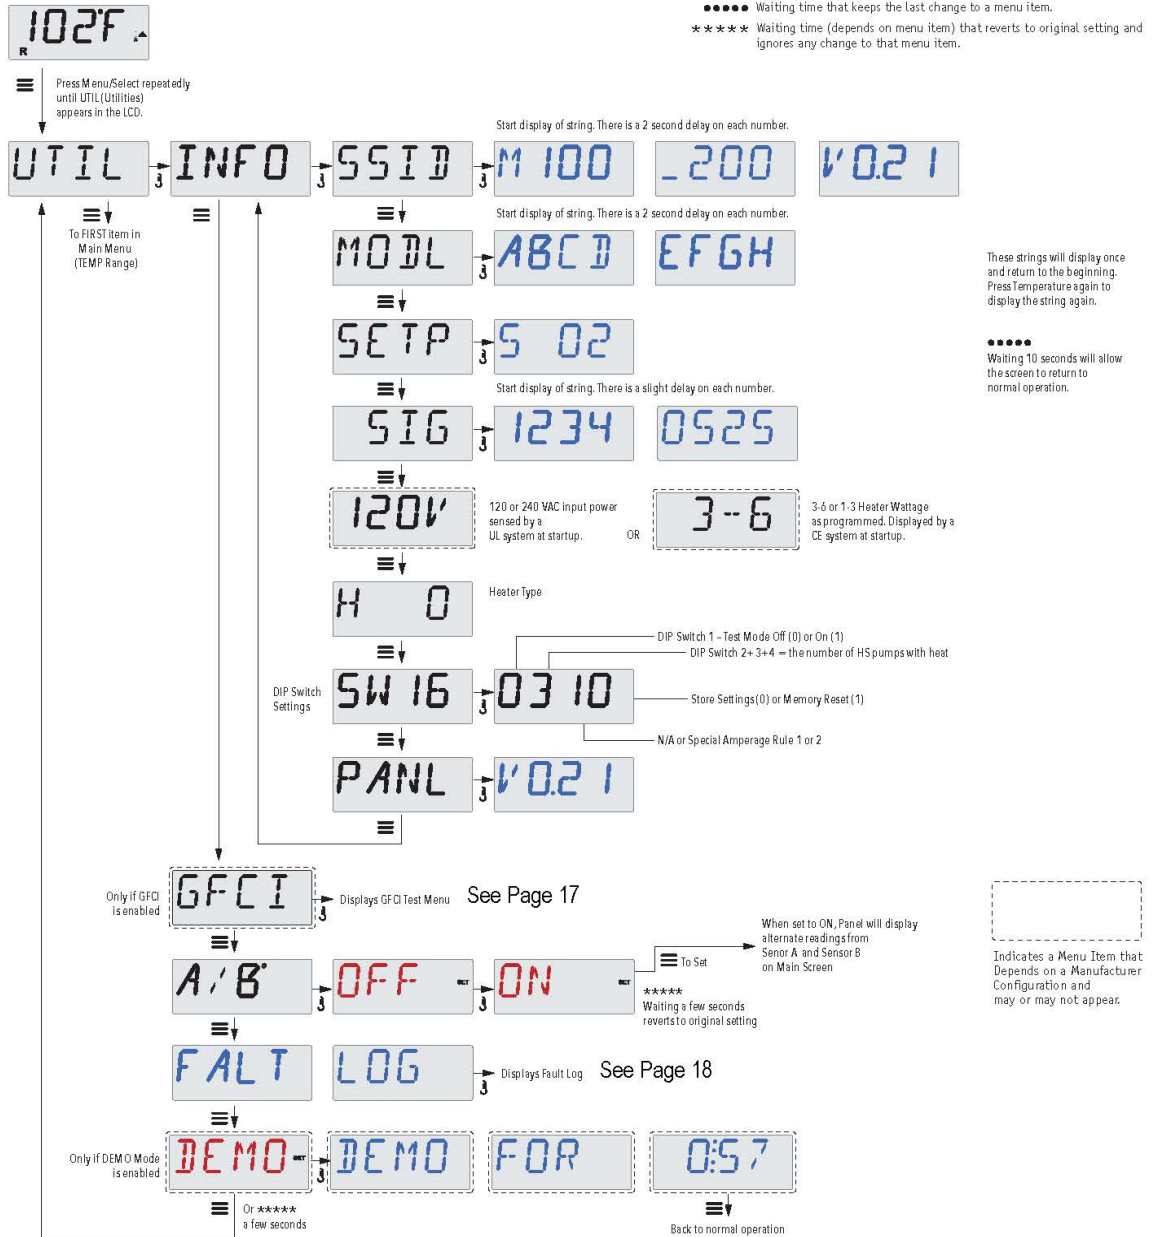 ●●●●● Waiting time that keeps the last change to a menu item.
102°F
R
***** Waiting time (depends on menu item) that reverts to original setting and
ignores any change to that menu item.
Press Menu/Select repeatedly
until UTIL (Utilities)
appears in the LCD.
Start display of string. There is a 2 second delay on each number.
UTIL INFO SSID M100 _200 V0.21
Start display of string. There is a 2 second delay on each number.
To FIRST item in
Main Menu
(TEMP Range)
MODL ABCD EFGH
These strings will display once
and return to the beginning.
Press Temperature again to
display the string again.
SETP S 02
●●●●●
Waiting 10 seconds will allow
the screen to return to
normal operation.
Start display of string. There is a slight delay on each number.
SIG 1234 0525
120V
120 or 240 VAC input power
sensed by a
UL system at startup.
OR
3--6
3-6 or 1-3 Heater Wattage
as programmed. Displayed by a
CE system at startup.
H 0
Heater Type
DIP Switch 1 – Test Mode Off (0) or On (1)
DIP Switch 2+ 3+4 = the number of HS pumps with heat
DIP Switch
Settings
SW16 0310
Store Settings (0) or Memory Reset (1)
N/A or Special Amperage Rule 1 or 2
PANL V0.21
Only if GFCI
is enabled
GFCI
Displays GFCI Test Menu
See Page 17
When set to ON, Panel will display
alternate readings from
Senor A and Sensor B
on Main Screen
Indicates a Menu Item that
Depends on a Manufacturer
Configuration and
may or may not appear.
A/B° OFF SET ON SET
To Set
*****
Waiting a few seconds
reverts to original setting
FALT LOG
Displays Fault Log
See Page 18
Only if DEMO Mode
is enabled
DEMO SET DEMO FOR 0:57
Or *****
a few seconds
Back to normal operation